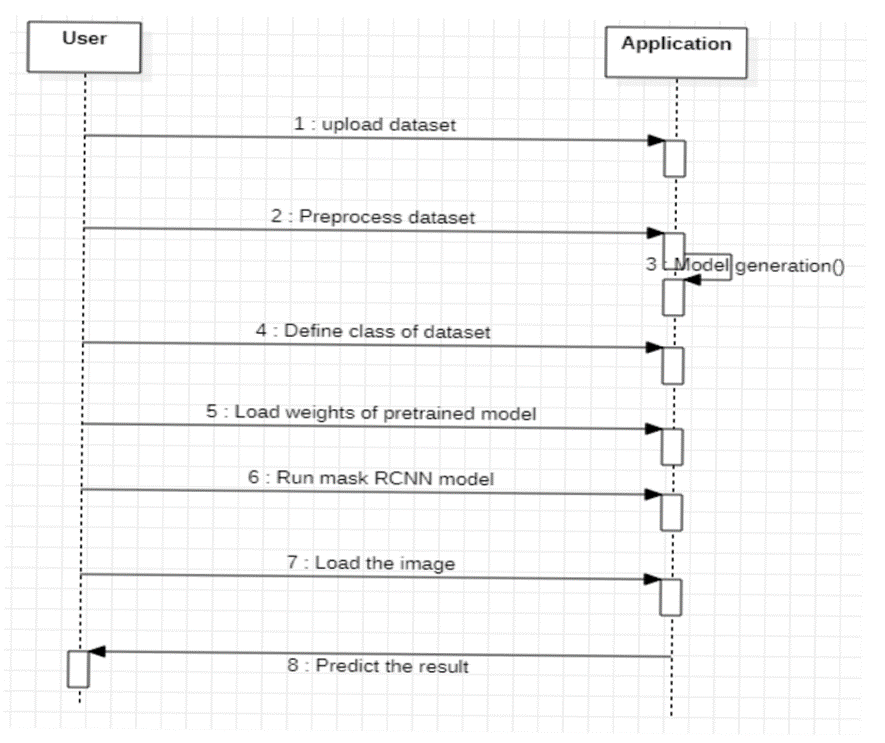 User
Application
1 : upload dataset
2 : Preprocess dataset
3 : Model generation()
4 : Define class of dataset
5 : Load weights of pretrained model
6 : Run mask RCNN model
7 : Load the image
8 : Predict the result